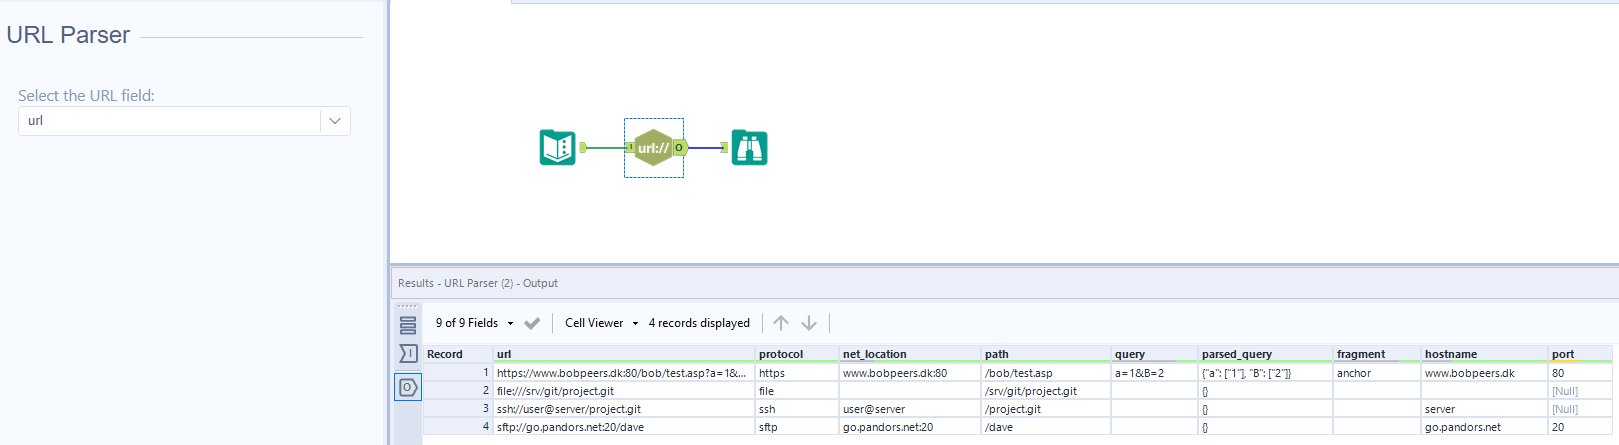 URL Parser
Select the URL field:
url
url://
I
O
Results - URL Parser (2) - Output
9 of 9 Fields
Cell Viewer
4 records displayed
Record url protocol net_location path query parsed_query fragment hostname port
1 https://www.bobpeers.dk:80/bob/test.asp?a=1&... https www.bobpeers.dk:80 /bob/test.asp a=1&B=2 {"a": ["1"], "B": ["2"]} anchor www.bobpeers.dk 80
2 file:///srv/git/project.git file /srv/git/project.git {} [Null]
3 ssh://user@server/project.git ssh user@server /project.git {} server [Null]
4 sftp://go.pandors.net:20/dave sftp go.pandors.net:20 /dave {} go.pandors.net 20